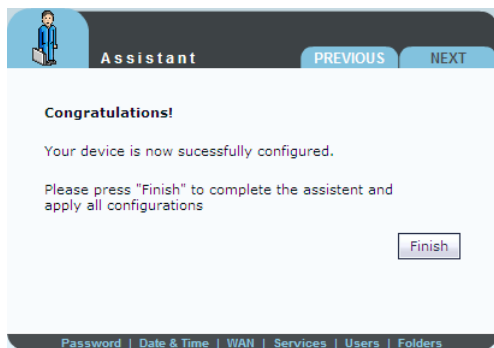 Assistant
PREVIOUS
NEXT
Congratulations!
Your device is now sucessfully configured.
Please press "Finish" to complete the assistent and
apply all configurations
Finish
Password | Date & Time | WAN | Services | Users | Folders